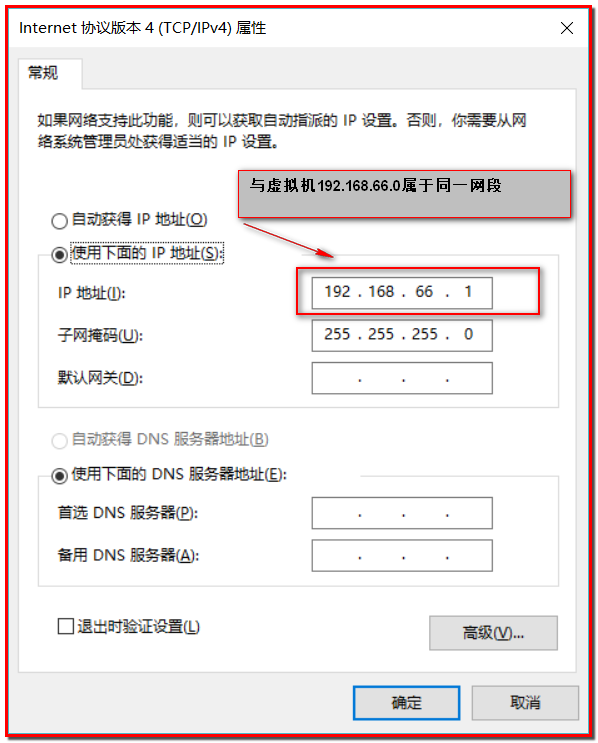 Internet 协议版本 4 (TCP/IPv4) 属性
常规
如果网络支持此功能，则可以获取自动指派的 IP 设置。否则，你需要从网
络系统管理员处获得适当的 IP 设置。
与虚拟机192.168.66.0属于同一网段
自动获得 IP 地址(O)
使用下面的 IP 地址(S):
IP 地址(I): 192 . 168 . 66 . 1
子网掩码(U): 255 . 255 . 255 . 0
默认网关(D): . . .
自动获得 DNS 服务器地址(B)
使用下面的 DNS 服务器地址(E):
首选 DNS 服务器(P): . . .
备用 DNS 服务器(A): . . .
退出时验证设置(L)
高级(V)...
确定 取消